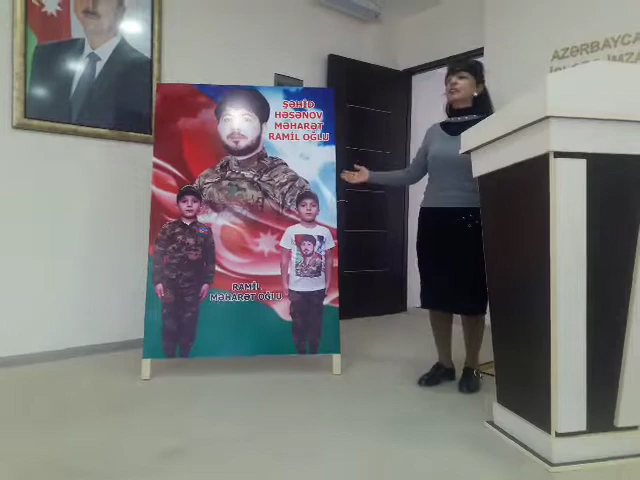 ŞƏHİD
HƏSƏNOV
MƏHARƏT
RAMİL OĞLU
RAMİL
MƏHARƏT OĞLU
AZƏRBAYCA